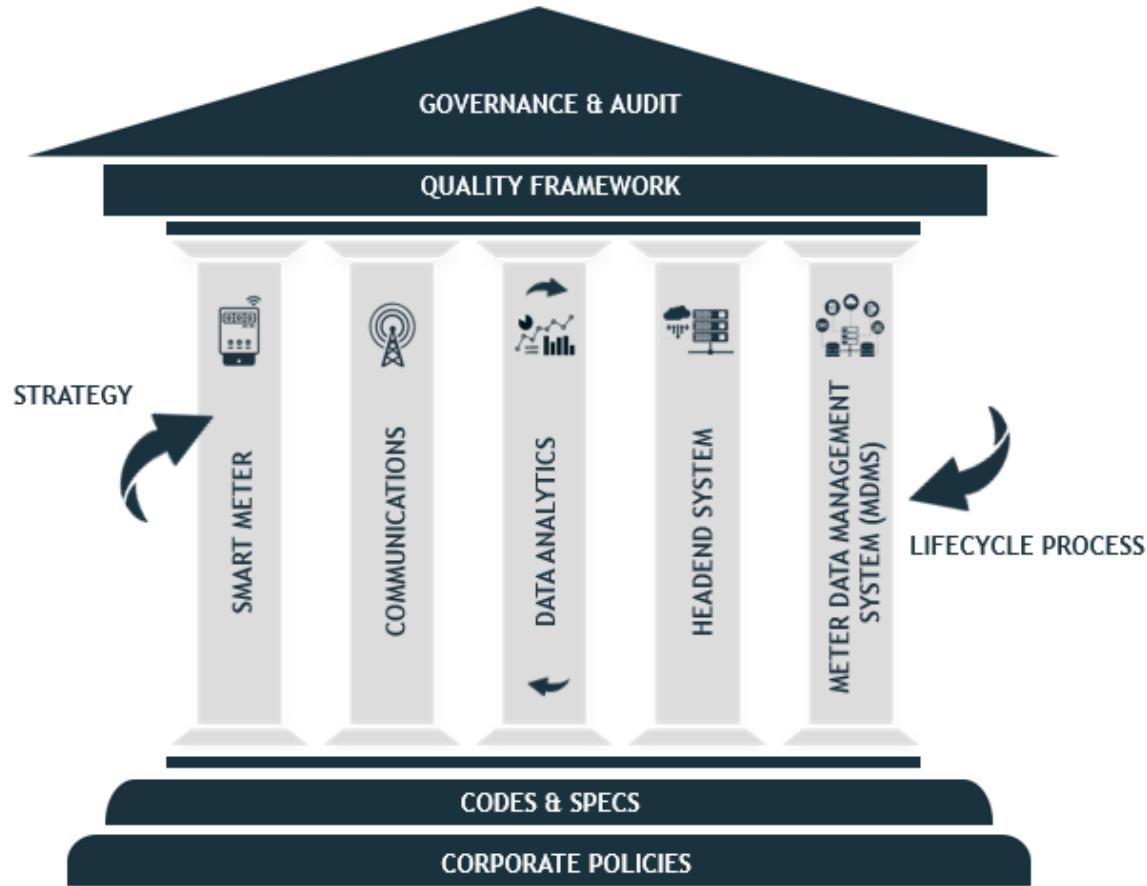 GOVERNANCE & AUDIT
QUALITY FRAMEWORK
STRATEGY
SMART METER
COMMUNICATIONS
DATA ANALYTICS
HEADEND SYSTEM
METER DATA MANAGEMENT
SYSTEM (MDMS)
LIFECYCLE PROCESS
CODES & SPECS
CORPORATE POLICIES